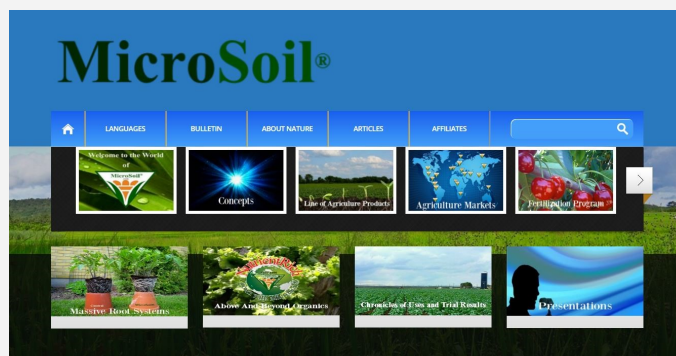 MicroSoil®
LANGUAGES
BULLETIN
ABOUT NATURE
ARTICLES
AFFILIATES
Welcome to the World
of
MicroSoil®
Concepts
Line of Agriculure Products
Agriculture Markets
Fertilization Program
Massive Root Systems
Above And Beyond Organics
Chronicles of Uses and Trial Results
Presentations